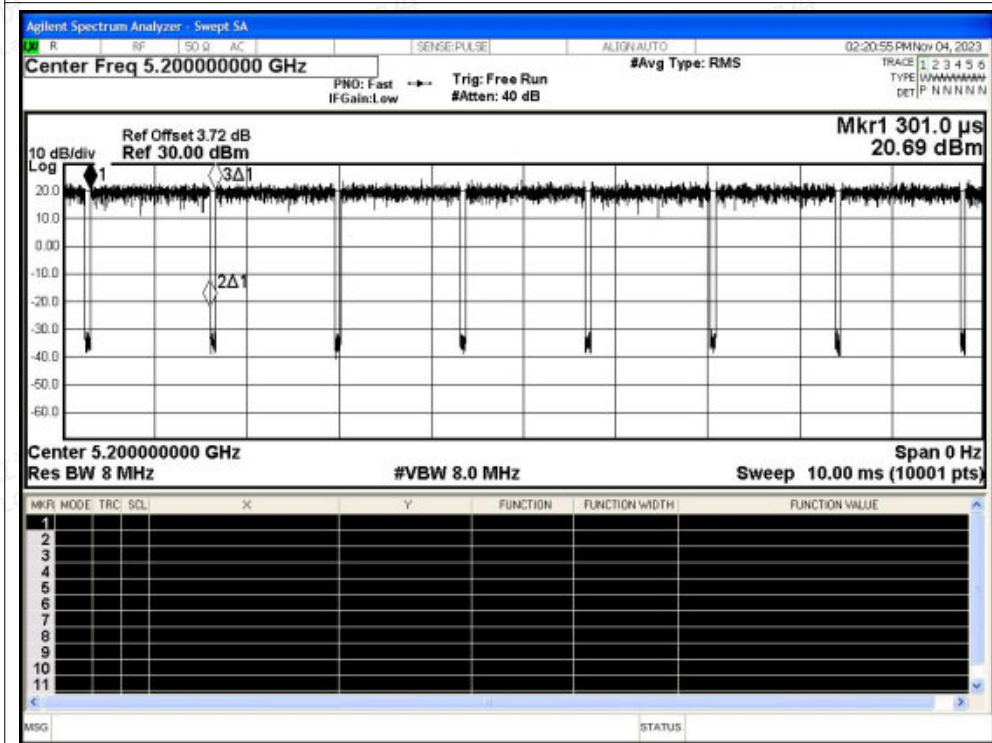 Agilent Spectrum Analyzer - Swept SA
LXI R RF 50 Ω AC SENSE:PULSE ALIGN AUTO 02:20:55 PM Nov 04, 2023
Center Freq 5.200000000 GHz #Avg Type: RMS TRACE 1 2 3 4 5 6
PNO: Fast Trig: Free Run TYPE WWWWWW
IFGain:Low #Atten: 40 dB DET P N N N N N
Mkr1 301.0 µs
20.69 dBm
Ref Offset 3.72 dB
10 dB/div Ref 30.00 dBm
Log
1 3Δ1
20.0
10.0
0.00
-10.0
2Δ1
-20.0
-30.0
-40.0
-50.0
-60.0
Center 5.200000000 GHz Span 0 Hz
Res BW 8 MHz #VBW 8.0 MHz Sweep 10.00 ms (10001 pts)
MKR MODE TRC SCL X Y FUNCTION FUNCTION WIDTH FUNCTION VALUE
1
2
3
4
5
6
7
8
9
10
11
MSG STATUS